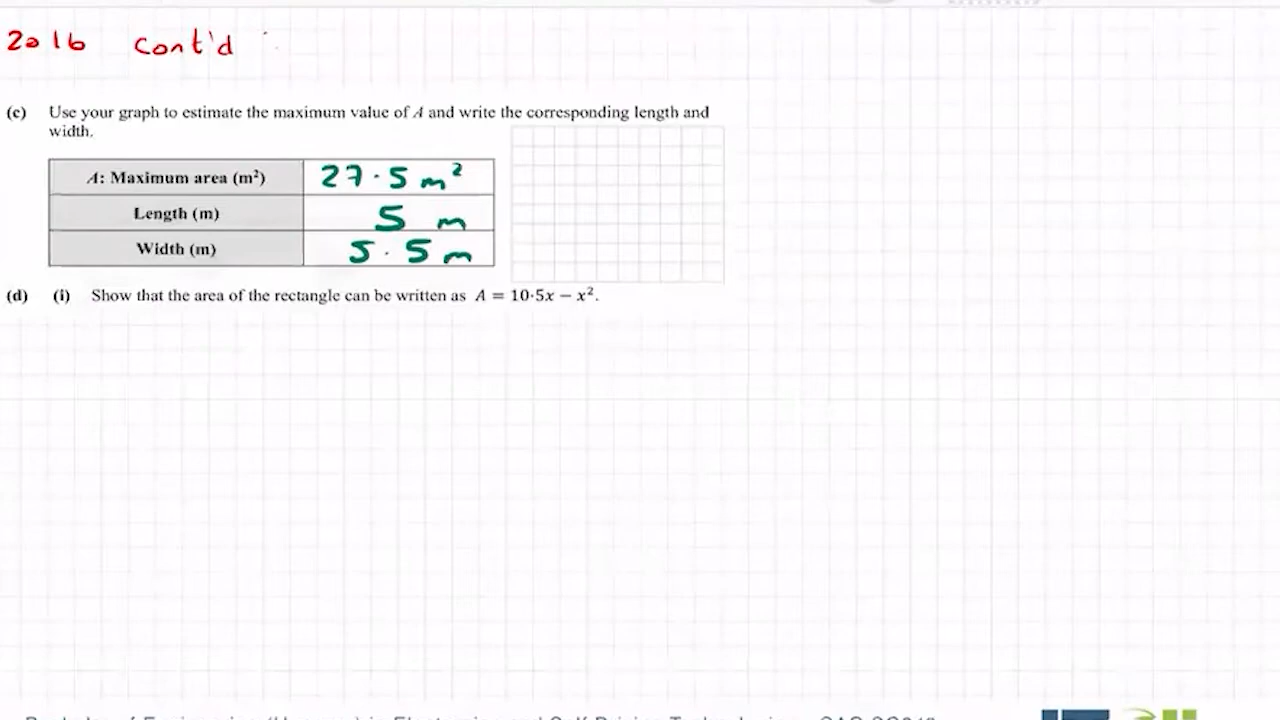 2016 Cont'd
(c) Use your graph to estimate the maximum value of A and write the corresponding length and
width.
A: Maximum area (m²) 27·5 m²
Length (m) 5 m
Width (m) 5·5 m
(d) (i) Show that the area of the rectangle can be written as A = 10·5x − x².